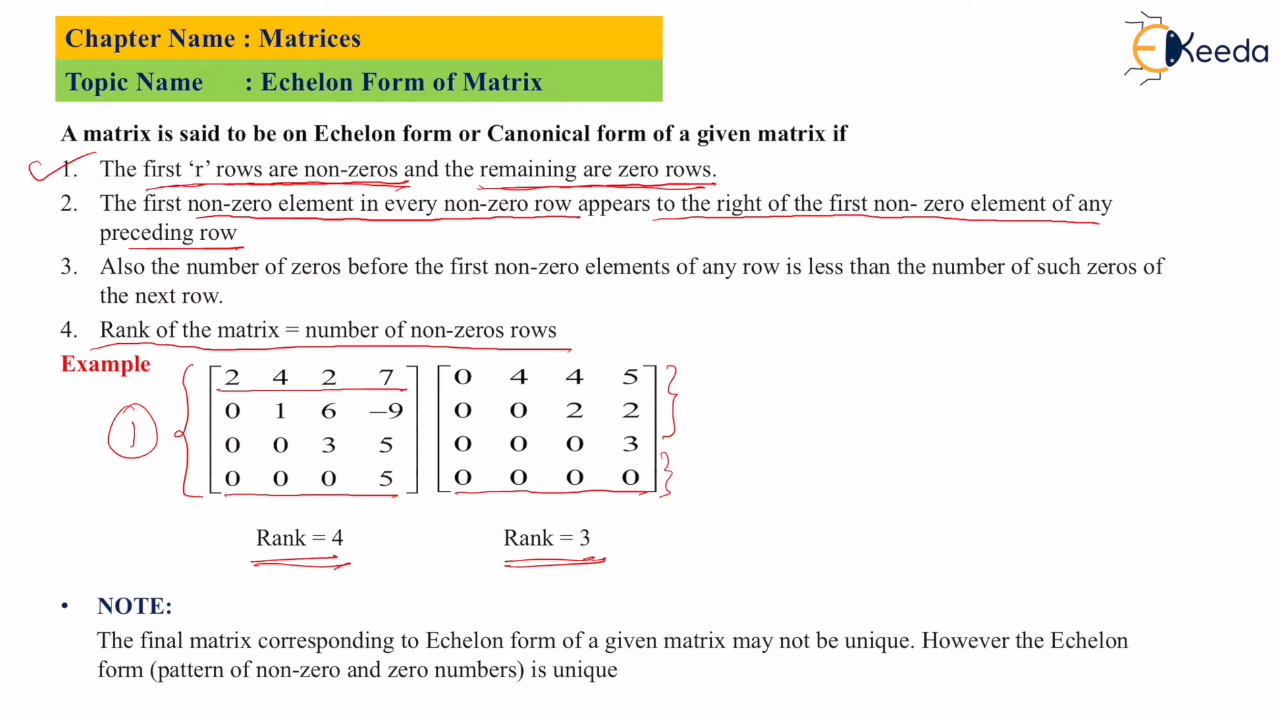 Chapter Name : Matrices
Topic Name : Echelon Form of Matrix
EKeeda
A matrix is said to be on Echelon form or Canonical form of a given matrix if
1. The first ‘r’ rows are non-zeros and the remaining are zero rows.
2. The first non-zero element in every non-zero row appears to the right of the first non- zero element of any
preceding row
3. Also the number of zeros before the first non-zero elements of any row is less than the number of such zeros of
the next row.
4. Rank of the matrix = number of non-zeros rows
Example
1
2 4 2 7
0 1 6 −9
0 0 3 5
0 0 0 5
0 4 4 5
0 0 2 2
0 0 0 3
0 0 0 0
Rank = 4
Rank = 3
• NOTE:
The final matrix corresponding to Echelon form of a given matrix may not be unique. However the Echelon
form (pattern of non-zero and zero numbers) is unique